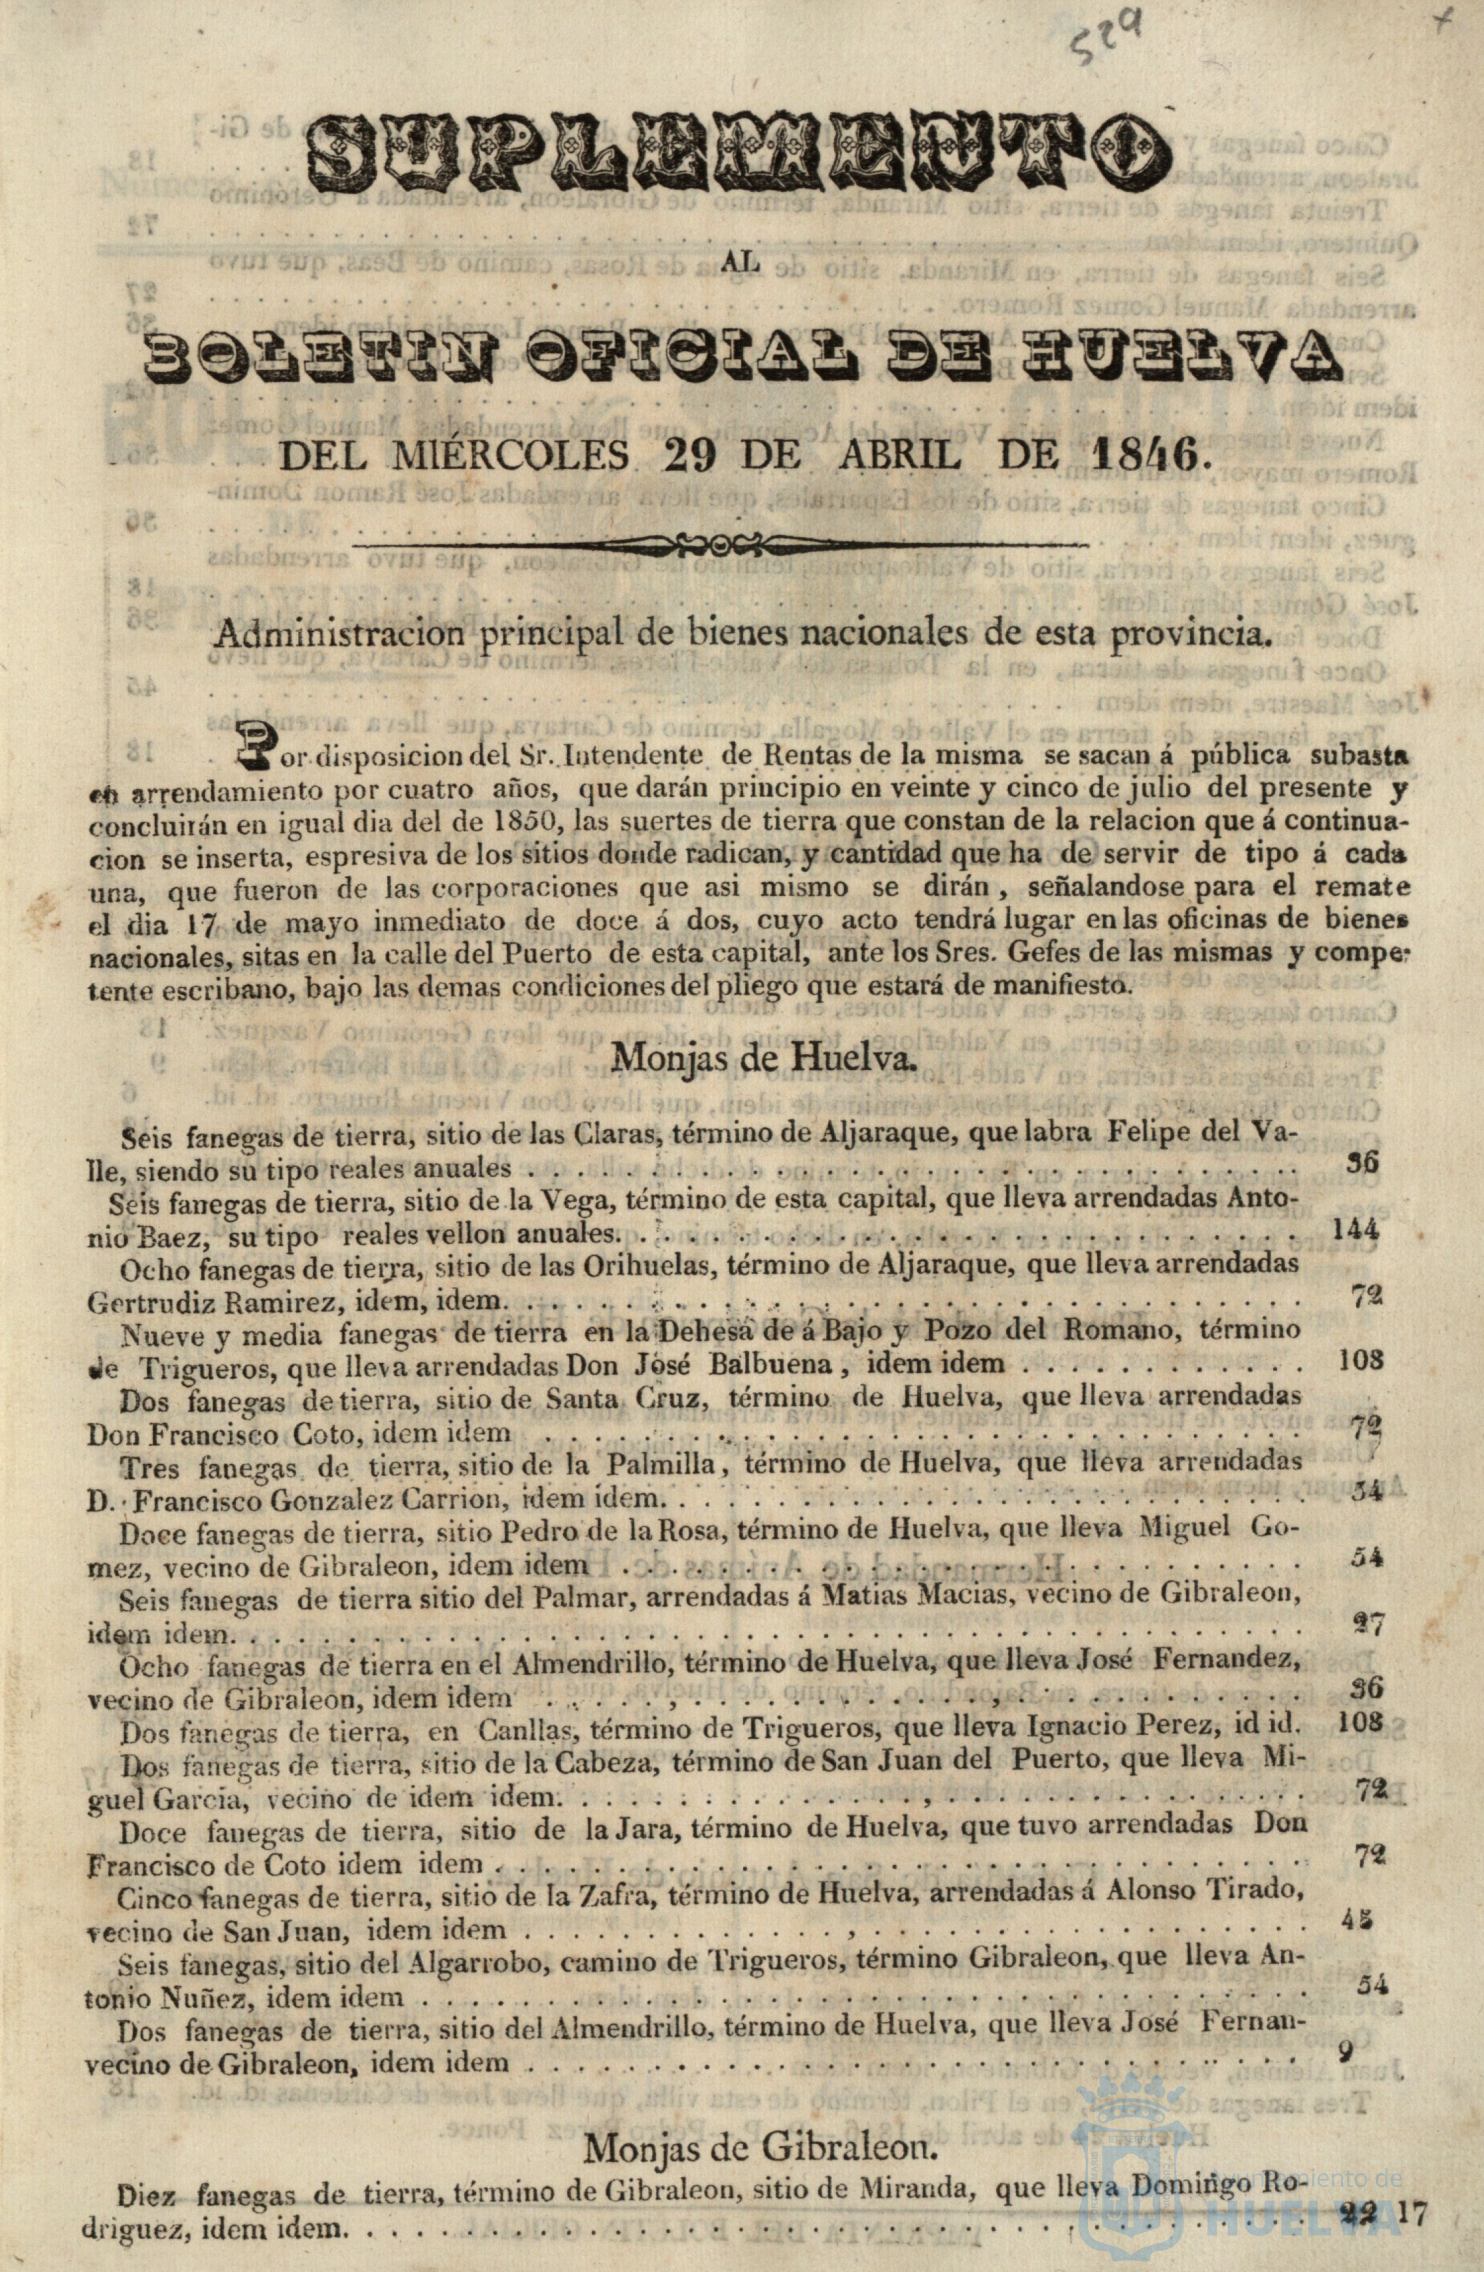 529
SUPLEMENTO
AL
BOLETIN OFICIAL DE HUELVA
DEL MIÉRCOLES 29 DE ABRIL DE 1846.
Administracion principal de bienes nacionales de esta provincia.
Por disposicion del Sr. Intendente de Rentas de la misma se sacan á pública subasta
en arrendamiento por cuatro años, que darán principio en veinte y cinco de julio del presente y
concluirán en igual dia del de 1850, las suertes de tierra que constan de la relacion que á continua-
cion se inserta, espresiva de los sitios donde radican, y cantidad que ha de servir de tipo á cada
una, que fueron de las corporaciones que asi mismo se dirán, señalandose para el remate
el dia 17 de mayo inmediato de doce á dos, cuyo acto tendrá lugar en las oficinas de bienes
nacionales, sitas en la calle del Puerto de esta capital, ante los Sres. Gefes de las mismas y compe-
tente escribano, bajo las demas condiciones del pliego que estará de manifiesto.
Monjas de Huelva.
Seis fanegas de tierra, sitio de las Claras, término de Aljaraque, que labra Felipe del Va-
lle, siendo su tipo reales anuales . . . . . 36
Seis fanegas de tierra, sitio de la Vega, término de esta capital, que lleva arrendadas Anto-
nio Baez, su tipo reales vellon anuales. . . . . 144
Ocho fanegas de tierra, sitio de las Orihuelas, término de Aljaraque, que lleva arrendadas
Gertrudiz Ramirez, idem, idem. . . . . 72
Nueve y media fanegas de tierra en la Dehesa de á Bajo y Pozo del Romano, término
de Trigueros, que lleva arrendadas Don José Balbuena, idem idem . . . . . 108
Dos fanegas de tierra, sitio de Santa Cruz, término de Huelva, que lleva arrendadas
Don Francisco Coto, idem idem . . . . . 72
Tres fanegas de tierra, sitio de la Palmilla, término de Huelva, que lleva arrendadas
D. Francisco Gonzalez Carrion, idem idem. . . . . 54
Doce fanegas de tierra, sitio Pedro de la Rosa, término de Huelva, que lleva Miguel Go-
mez, vecino de Gibraleon, idem idem . . . . . 54
Seis fanegas de tierra sitio del Palmar, arrendadas á Matias Macias, vecino de Gibraleon,
idem idem. . . . . 27
Ocho fanegas de tierra en el Almendrillo, término de Huelva, que lleva José Fernandez,
vecino de Gibraleon, idem idem . . . . . 36
Dos fanegas de tierra, en Canllas, término de Trigueros, que lleva Ignacio Perez, id id. 108
Dos fanegas de tierra, sitio de la Cabeza, término de San Juan del Puerto, que lleva Mi-
guel Garcia, vecino de idem idem. . . . . 72
Doce fanegas de tierra, sitio de la Jara, término de Huelva, que tuvo arrendadas Don
Francisco de Coto idem idem . . . . . 72
Cinco fanegas de tierra, sitio de la Zafra, término de Huelva, arrendadas á Alonso Tirado,
vecino de San Juan, idem idem . . . . . 45
Seis fanegas, sitio del Algarrobo, camino de Trigueros, término Gibraleon, que lleva An-
tonio Nuñez, idem idem . . . . . 54
Dos fanegas de tierra, sitio del Almendrillo, término de Huelva, que lleva José Fernan-
vecino de Gibraleon, idem idem . . . . . 9
Monjas de Gibraleon.
Diez fanegas de tierra, término de Gibraleon, sitio de Miranda, que lleva Domingo Ro-
driguez, idem idem. . . . . 22 17
HUELVA